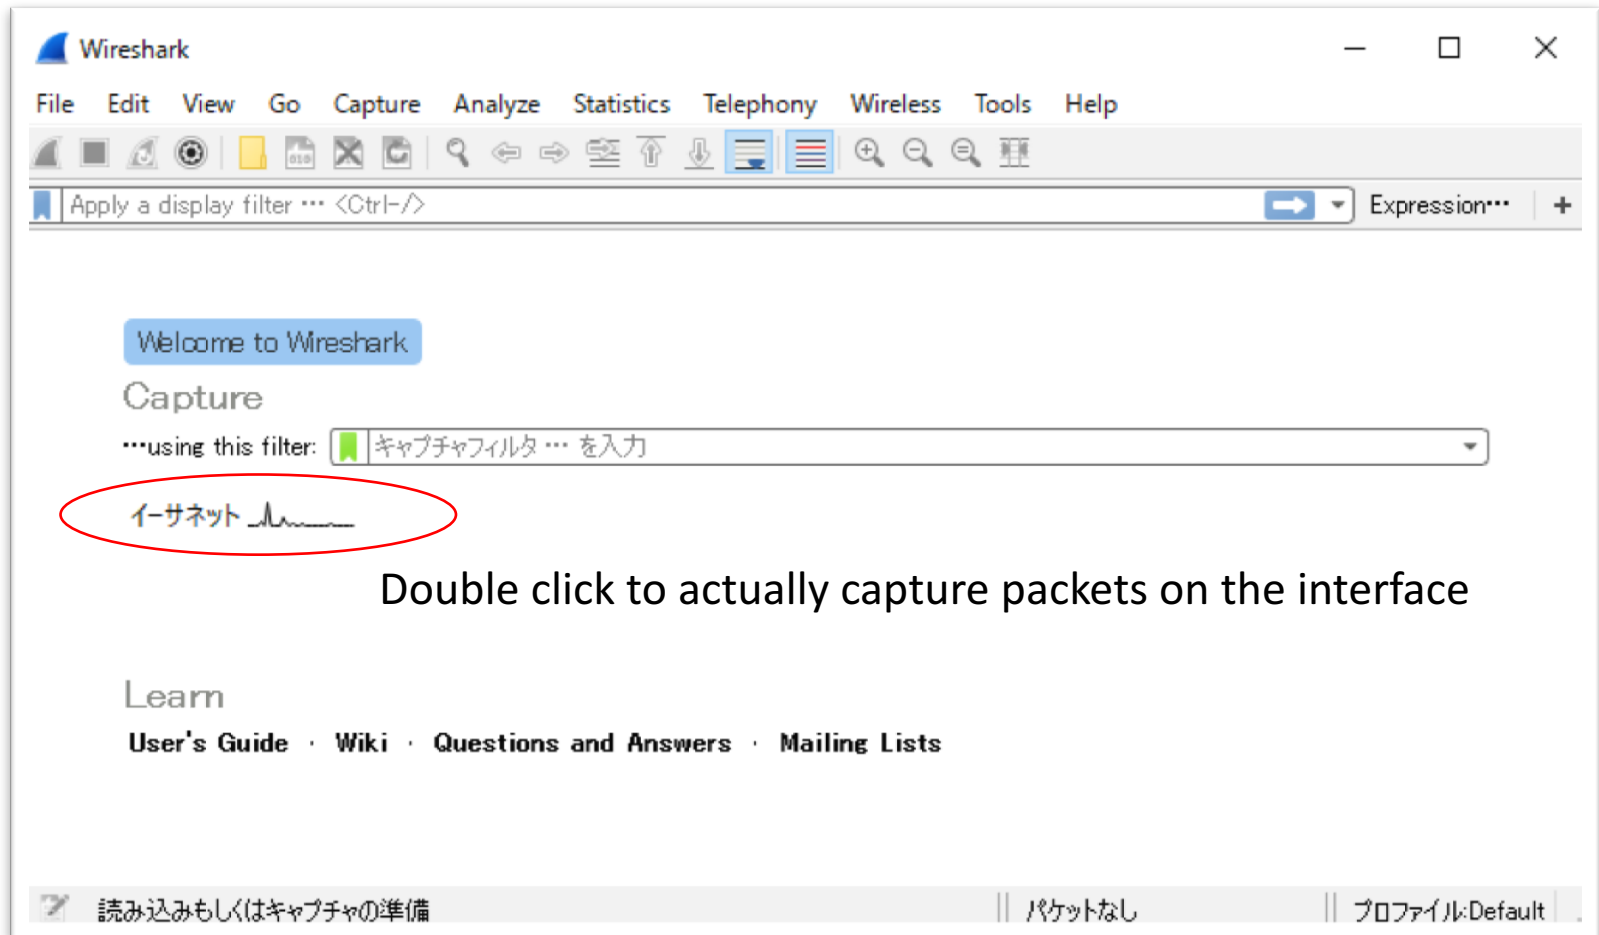 Wireshark
File Edit View Go Capture Analyze Statistics Telephony Wireless Tools Help
Apply a display filter … <Ctrl-/> Expression… +
Welcome to Wireshark
Capture
…using this filter: キャプチャフィルタ … を入力
イーサネット
Double click to actually capture packets on the interface
Learn
User's Guide · Wiki · Questions and Answers · Mailing Lists
読み込みもしくはキャプチャの準備 パケットなし プロファイル:Default